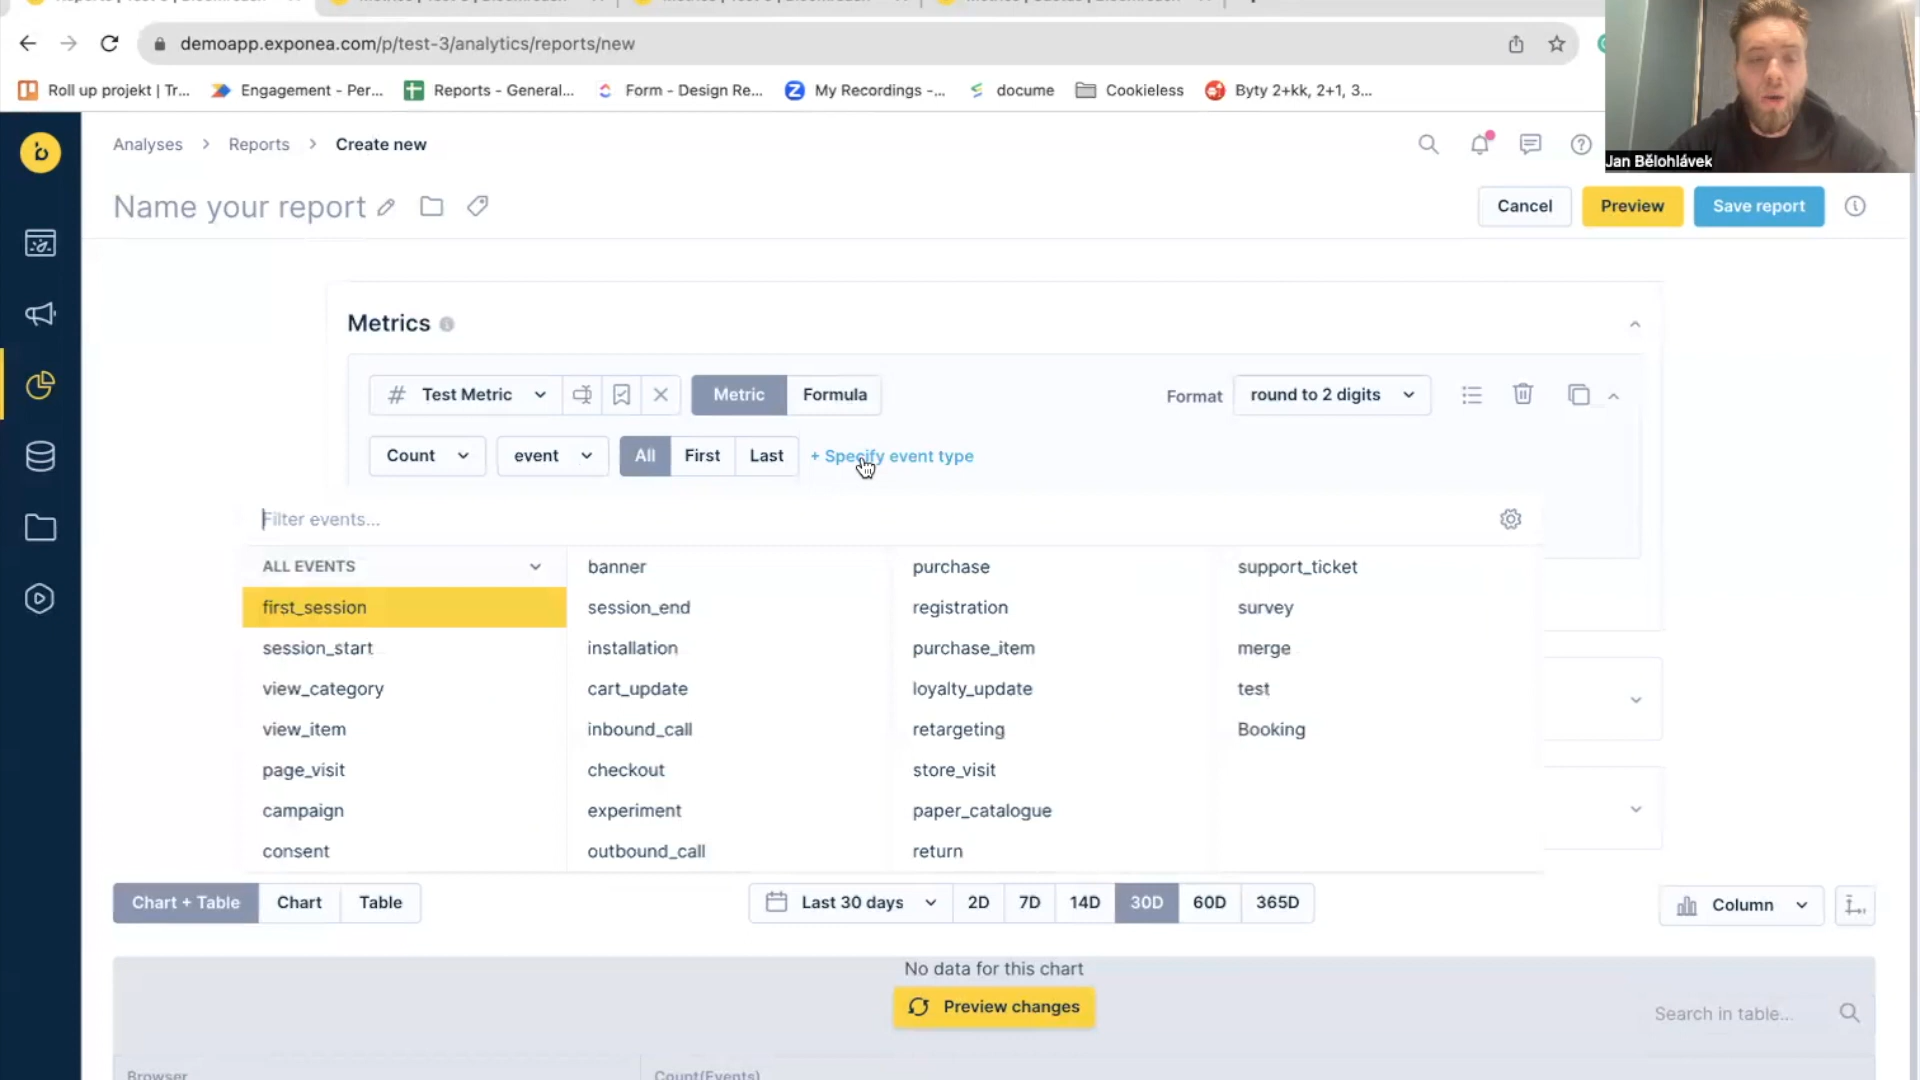 demoapp.exponea.com/p/test-3/analytics/reports/new
Roll up projekt | Tr...
Engagement - Per...
Reports - General...
Form - Design Re...
My Recordings -...
docume
Cookieless
Byty 2+kk, 2+1, 3...
Jan Bělohlávek
Analyses > Reports > Create new
Name your report
Cancel
Preview
Save report
Metrics
# Test Metric
Metric
Formula
Format
round to 2 digits
Count
event
All
First
Last
+ Specify event type
Filter events...
ALL EVENTS
first_session
session_start
view_category
view_item
page_visit
campaign
consent
banner
session_end
installation
cart_update
inbound_call
checkout
experiment
outbound_call
purchase
registration
purchase_item
loyalty_update
retargeting
store_visit
paper_catalogue
return
support_ticket
survey
merge
test
Booking
Chart + Table
Chart
Table
Last 30 days
2D
7D
14D
30D
60D
365D
Column
No data for this chart
Preview changes
Search in table...
Browser
Count(Events)